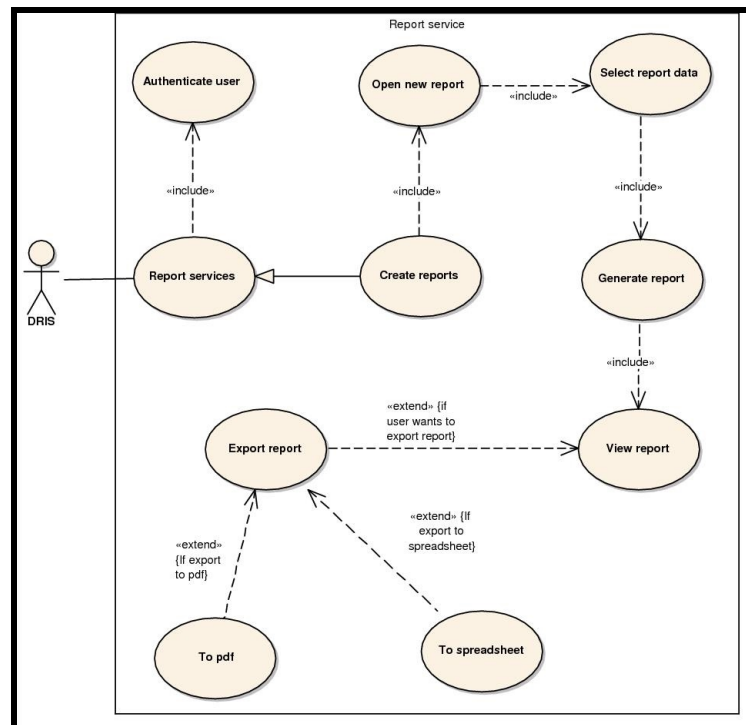 Report service
Authenticate user
Open new report
«include»
Select report data
«include»
«include»
«include»
DRIS
Report services
Create reports
Generate report
«include»
«extend» {if
user wants to
export report}
Export report
View report
«extend»
{If export
to pdf}
«extend» {If
export to
spreadsheet}
To pdf
To spreadsheet